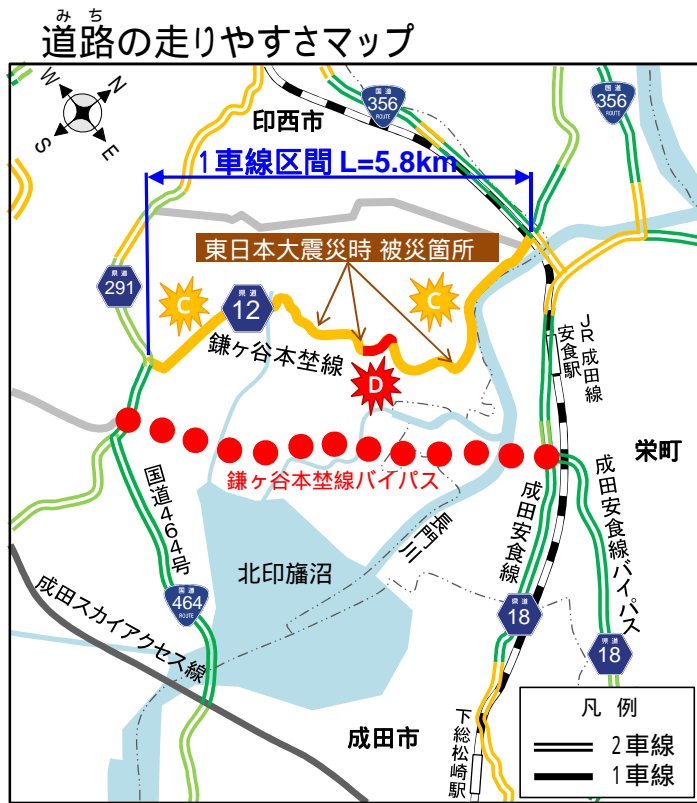 みち
道路の走りやすさマップ
N
W
S
E
国道
356
ROUTE
国道
356
ROUTE
印西市
1車線区間 L=5.8km
東日本大震災時 被災箇所
県道
291
C
県道
12
C
鎌ヶ谷本埜線
D
JR成田線
安食駅
栄町
鎌ヶ谷本埜線バイパス
国道464号
長門川
成田安食線
成田安食線バイパス
北印旛沼
国道
464
ROUTE
成田スカイアクセス線
県道
18
県道
18
成田市
下総松崎駅
凡 例
2車線
1車線